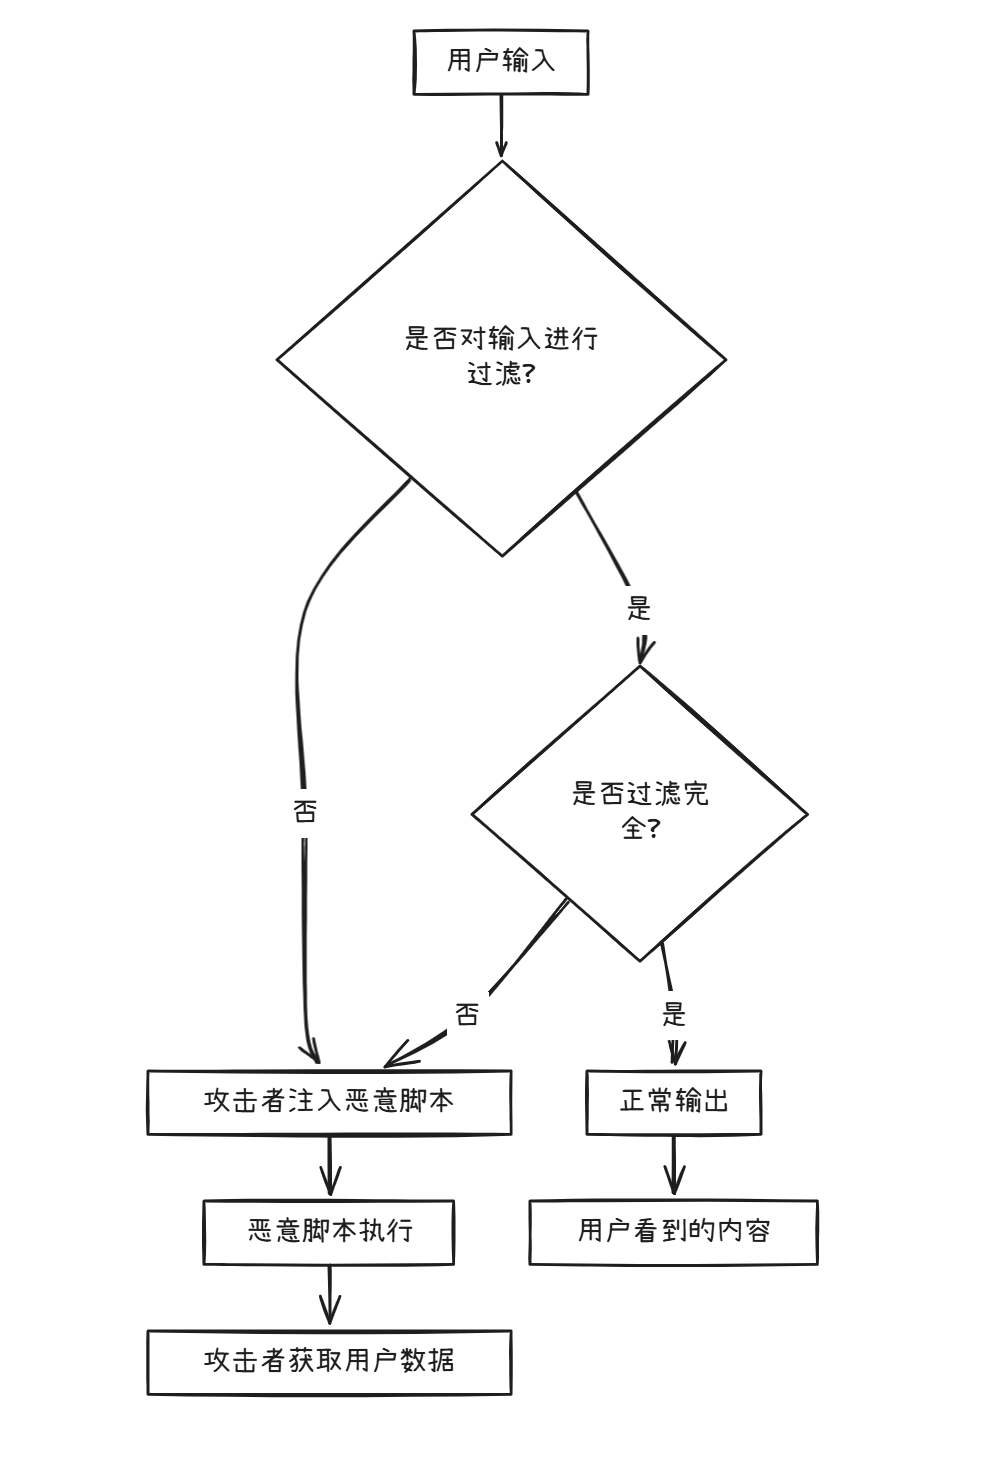 用户输入
是否对输入进行
过滤?
是
否
是否过滤完
全?
否
是
攻击者注入恶意脚本
正常输出
恶意脚本执行
用户看到的内容
攻击者获取用户数据